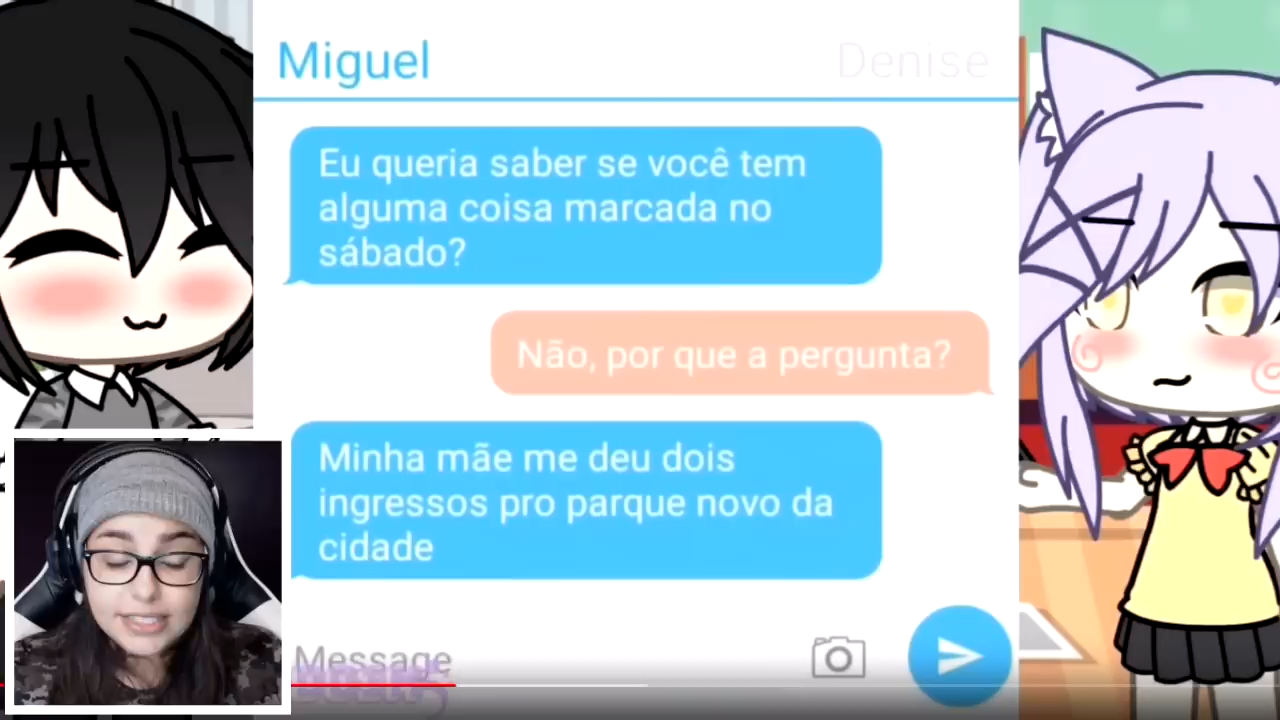 Miguel
Denise
Eu queria saber se você tem
alguma coisa marcada no
sábado?
Não, por que a pergunta?
Minha mãe me deu dois
ingressos pro parque novo da
cidade
Message